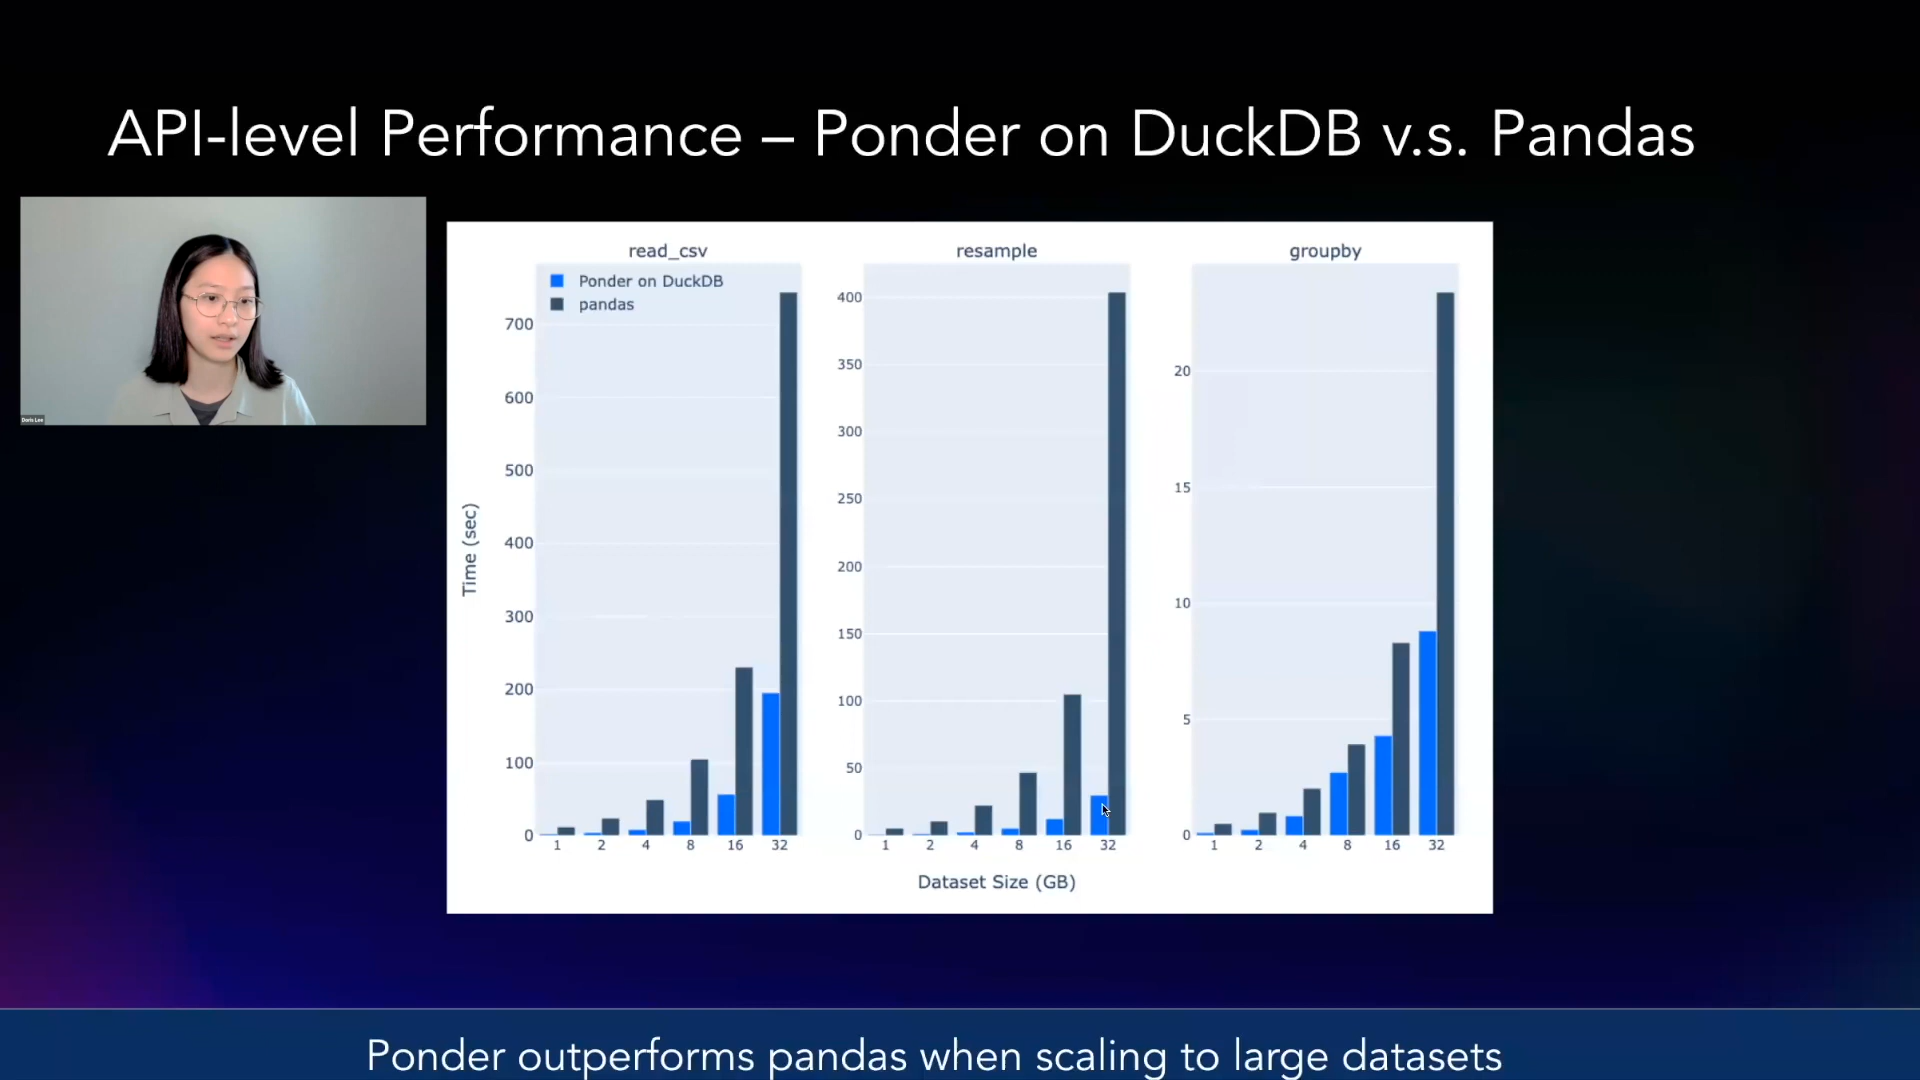 API-level Performance – Ponder on DuckDB v.s. Pandas
Doris Lee
read_csv
resample
groupby
Ponder on DuckDB
pandas
Time (sec)
700
600
500
400
300
200
100
0
1 2 4 8 16 32
400
350
300
250
200
150
100
50
0
1 2 4 8 16 32
20
15
10
5
0
1 2 4 8 16 32
Dataset Size (GB)
Ponder outperforms pandas when scaling to large datasets